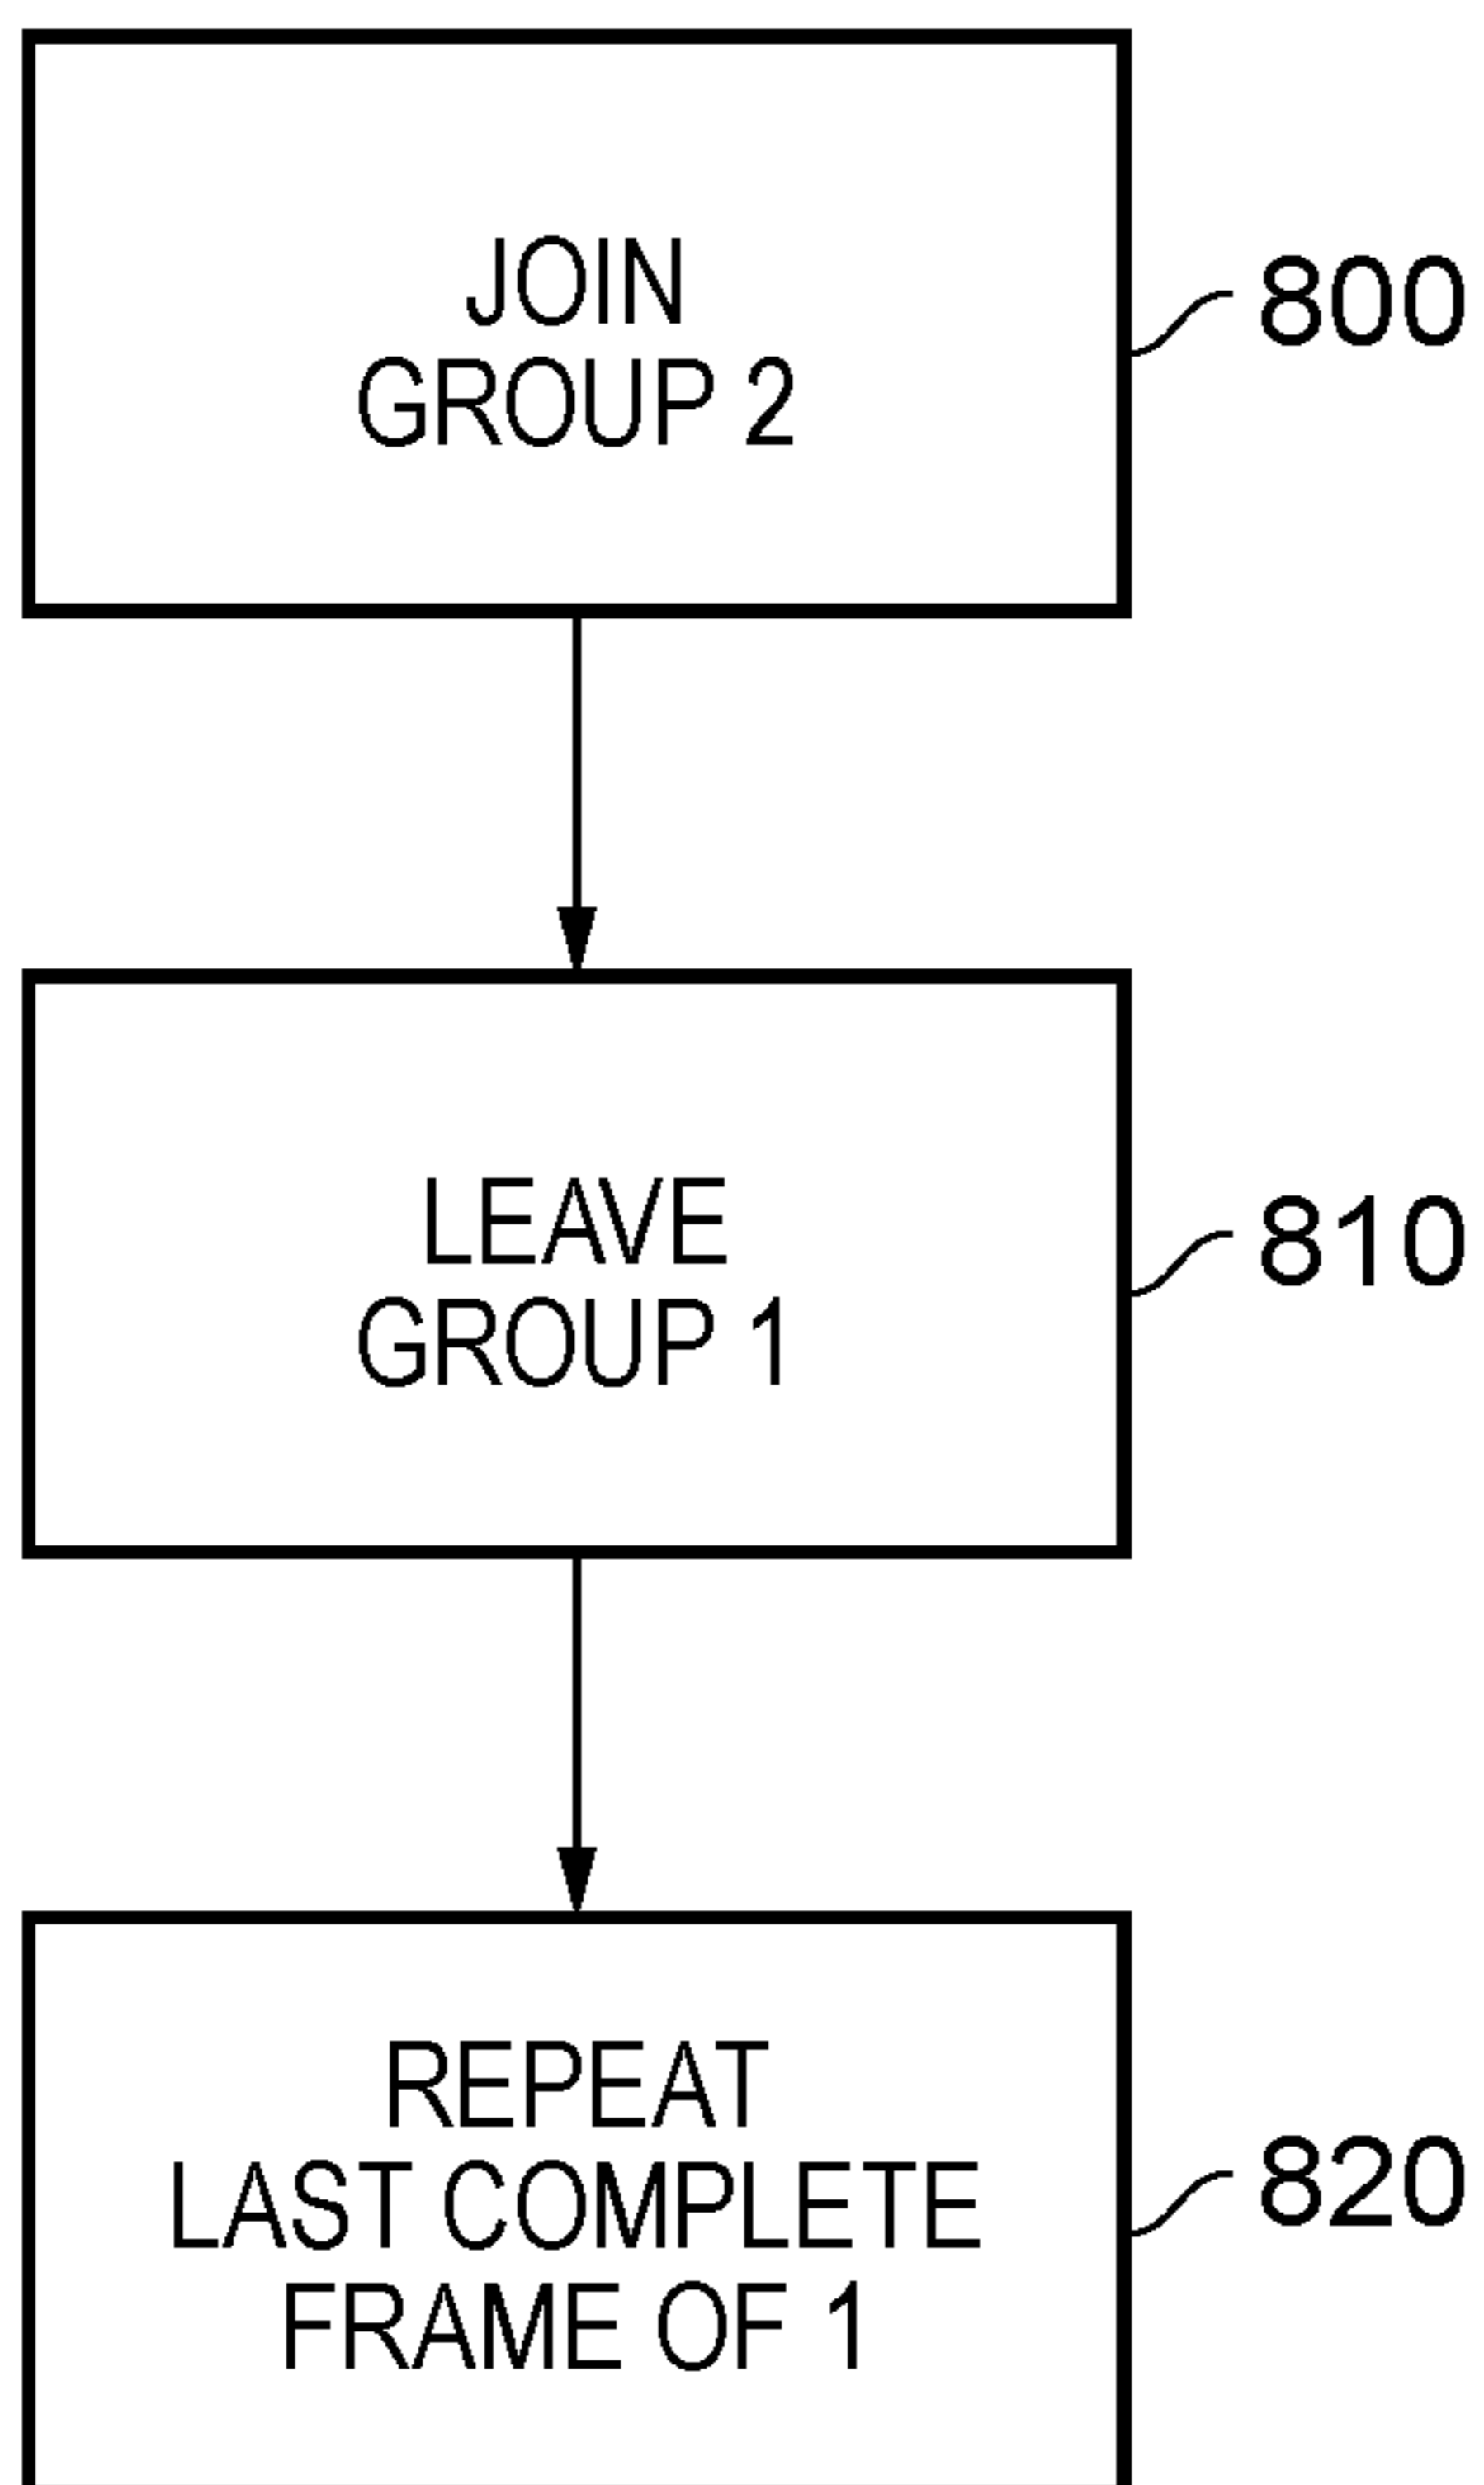 JOIN
GROUP 2
800
LEAVE
GROUP 1
810
REPEAT
LAST COMPLETE
FRAME OF 1
820